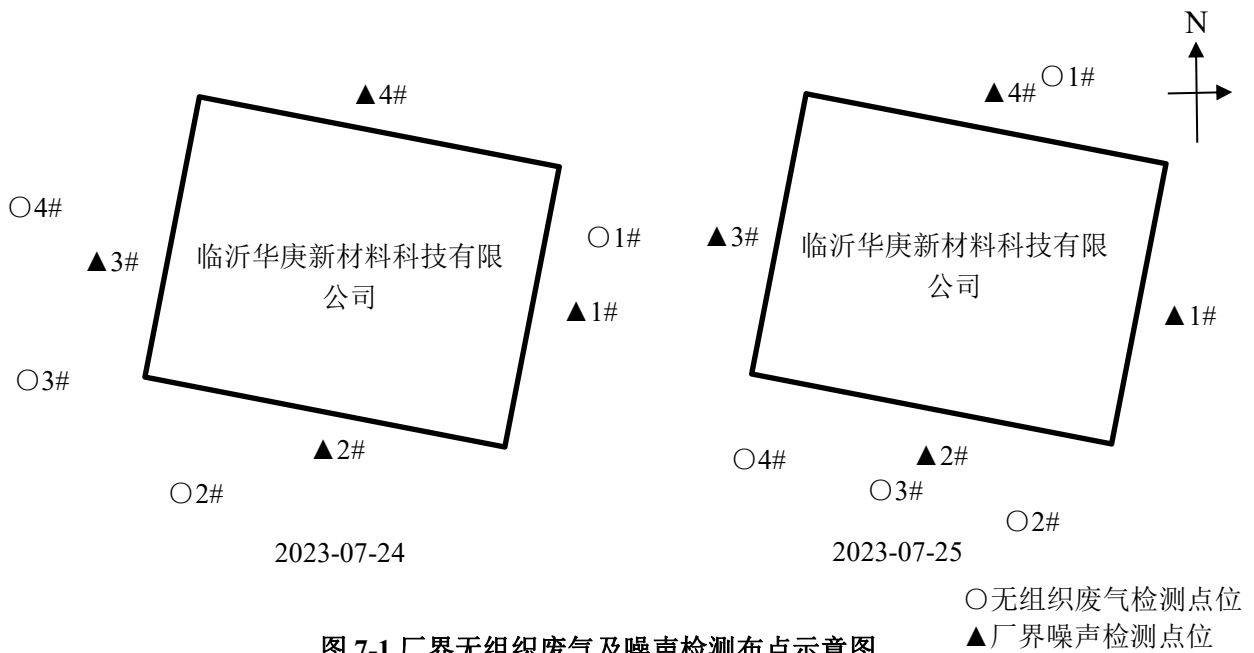 N
▲4#
○4#
▲3#
临沂华庚新材料科技有限
公司
○1#
▲1#
○3#
▲2#
○2#
2023-07-24
▲4#
○1#
▲3#
临沂华庚新材料科技有限
公司
▲1#
○4#
▲2#
○3#
○2#
2023-07-25
○无组织废气检测点位
▲厂界噪声检测点位
图 7-1 厂界无组织废气及噪声检测布点示意图